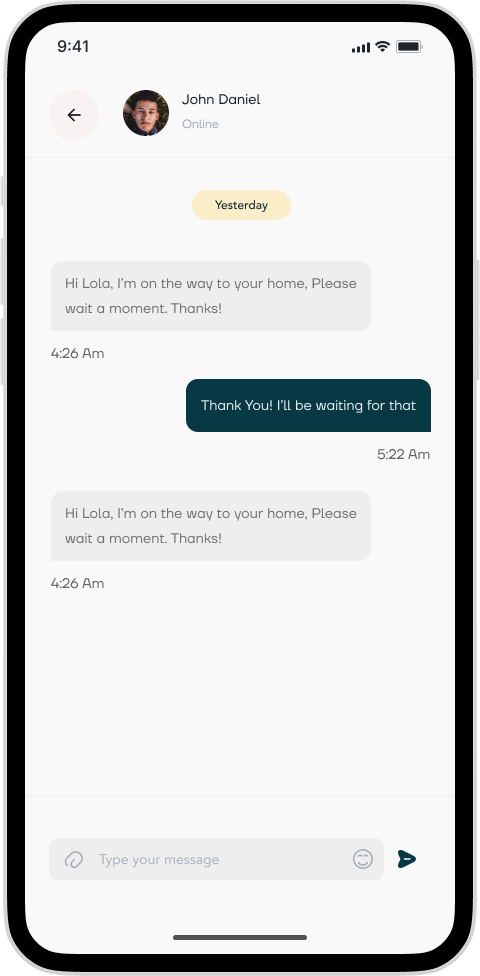 9:41
John Daniel
Online
Yesterday
Hi Lola, I'm on the way to your home, Please
wait a moment. Thanks!
4:26 Am
Thank You! I'll be waiting for that
5:22 Am
Hi Lola, I'm on the way to your home, Please
wait a moment. Thanks!
4:26 Am
Type your message